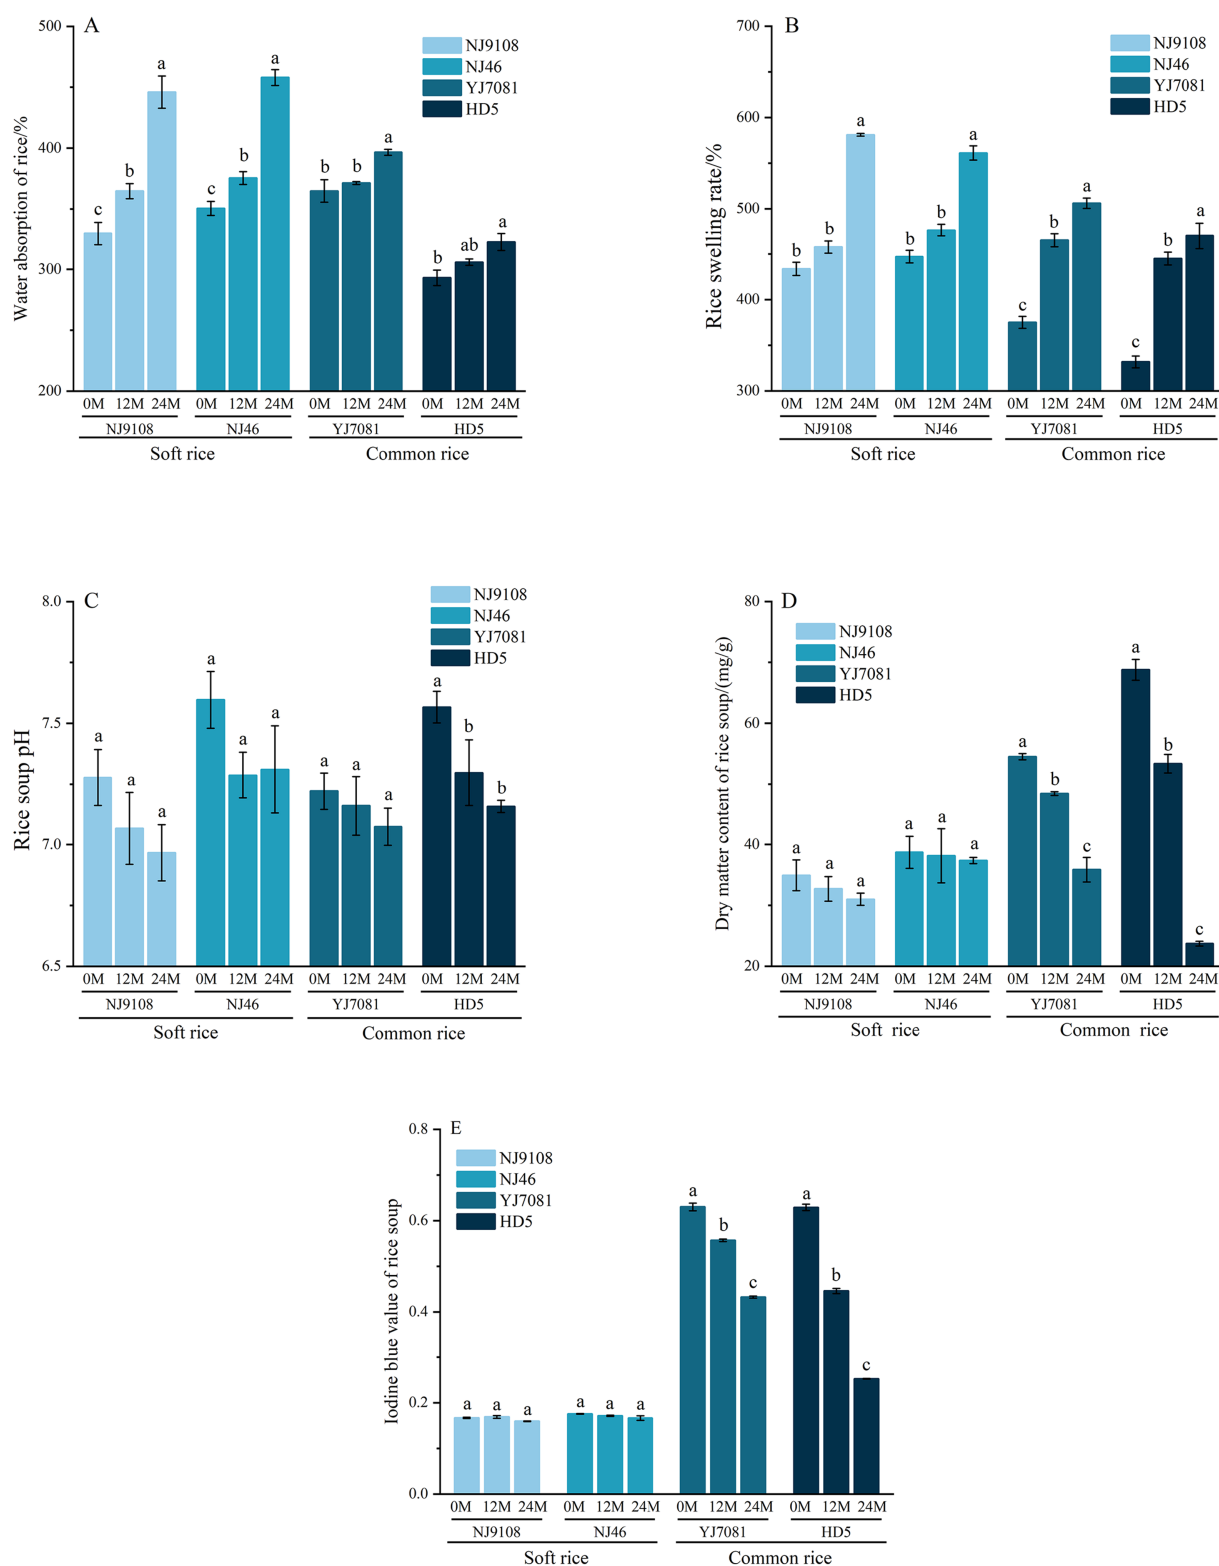 A
Water absorption of rice/%
500
400
300
200
NJ9108
NJ46
YJ7081
HD5
c b a c b a b b a b ab a
0M 12M 24M 0M 12M 24M 0M 12M 24M 0M 12M 24M
NJ9108 NJ46 YJ7081 HD5
Soft rice Common rice
B
Rice swelling rate/%
700
600
500
400
300
NJ9108
NJ46
YJ7081
HD5
b b a b b a c b a c b a
0M 12M 24M 0M 12M 24M 0M 12M 24M 0M 12M 24M
NJ9108 NJ46 YJ7081 HD5
Soft rice Common rice
C
Rice soup pH
8.0
7.5
7.0
6.5
NJ9108
NJ46
YJ7081
HD5
a a a a a a a a a a b b
0M 12M 24M 0M 12M 24M 0M 12M 24M 0M 12M 24M
NJ9108 NJ46 YJ7081 HD5
Soft rice Common rice
D
Dry matter content of rice soup/(mg/g)
80
60
40
20
NJ9108
NJ46
YJ7081
HD5
a a a a a a a b c a b c
0M 12M 24M 0M 12M 24M 0M 12M 24M 0M 12M 24M
NJ9108 NJ46 YJ7081 HD5
Soft rice Common rice
E
Iodine blue value of rice soup
0.8
0.6
0.4
0.2
0.0
NJ9108
NJ46
YJ7081
HD5
a a a a a a a b c a b c
0M 12M 24M 0M 12M 24M 0M 12M 24M 0M 12M 24M
NJ9108 NJ46 YJ7081 HD5
Soft rice Common rice